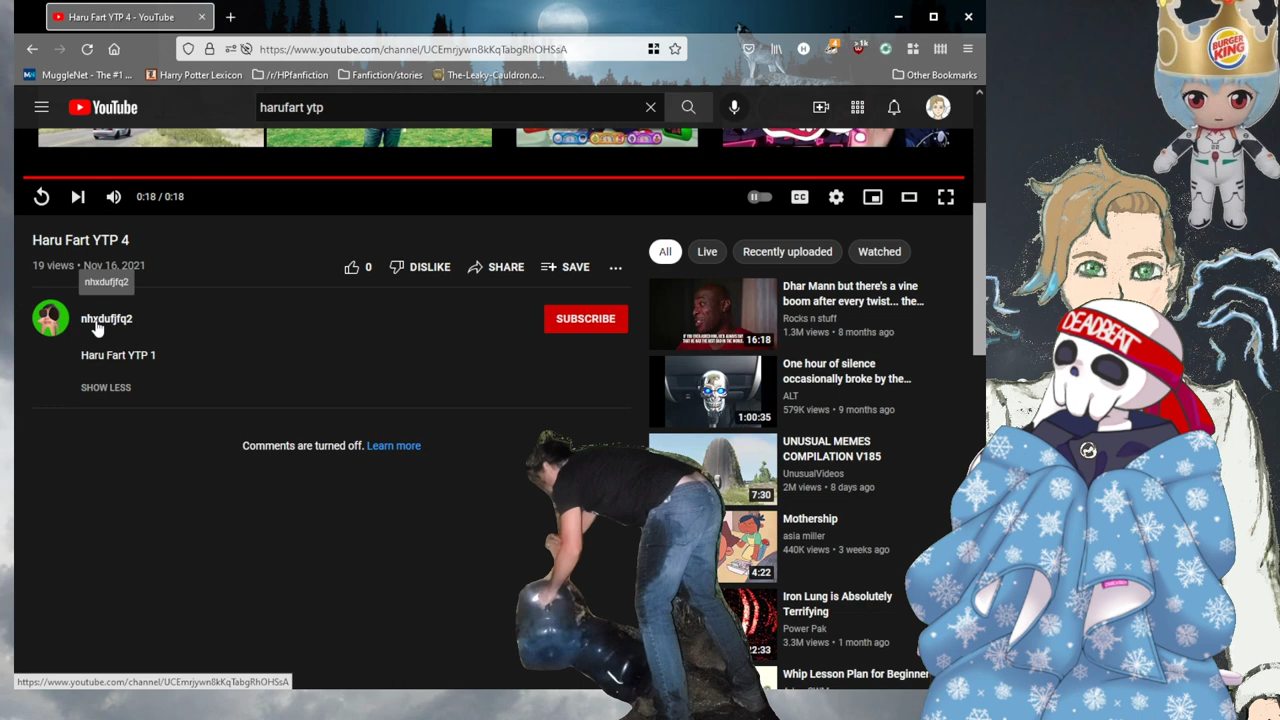 Haru Fart YTP 4 - YouTube
https://www.youtube.com/channel/UCEmrjywn8kKqTabgRhOHSsA
MuggleNet - The #1 ...
Harry Potter Lexicon
/r/HPfanfiction
Fanfiction/stories
The-Leaky-Cauldron.o...
Other Bookmarks
YouTube
harufart ytp
0:18 / 0:18
CC
Haru Fart YTP 4
19 views • Nov 16, 2021
0
DISLIKE
SHARE
SAVE
nhxdufjfq2
nhxdufjfq2
SUBSCRIBE
Haru Fart YTP 1
SHOW LESS
Comments are turned off. Learn more
All
Live
Recently uploaded
Watched
Dhar Mann but there's a vine
boom after every twist... the...
Rocks n stuff
1.3M views • 8 months ago
16:18
One hour of silence
occasionally broke by the...
ALT
579K views • 9 months ago
1:00:35
UNUSUAL MEMES
COMPILATION V185
UnusualVideos
2M views • 8 days ago
7:30
Mothership
asia miller
440K views • 3 weeks ago
4:22
Iron Lung is Absolutely
Terrifying
Power Pak
3.3M views • 1 month ago
22:33
Whip Lesson Plan for Beginner
https://www.youtube.com/channel/UCEmrjywn8kKqTabgRhOHSsA
BURGER
KING
DEADBEAT